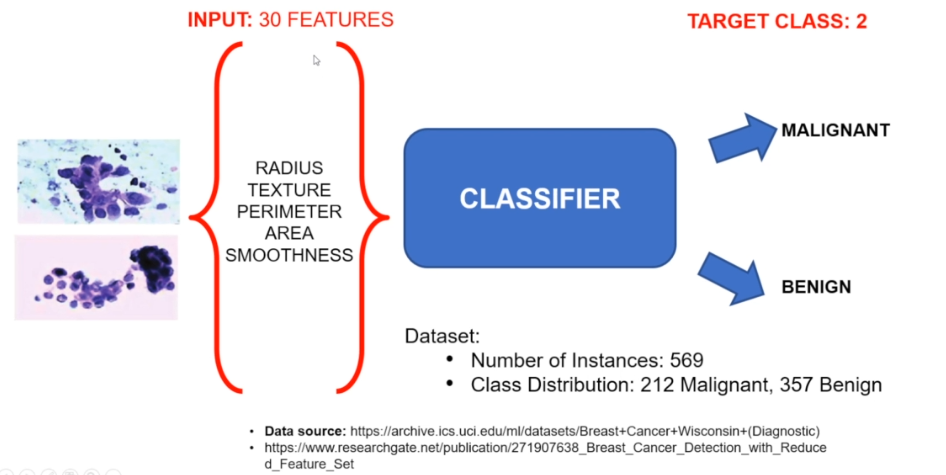 INPUT: 30 FEATURES
TARGET CLASS: 2
RADIUS
TEXTURE
PERIMETER
AREA
SMOOTHNESS
CLASSIFIER
MALIGNANT
BENIGN
Dataset:
• Number of Instances: 569
• Class Distribution: 212 Malignant, 357 Benign
• Data source: https://archive.ics.uci.edu/ml/datasets/Breast+Cancer+Wisconsin+(Diagnostic)
• https://www.researchgate.net/publication/271907638_Breast_Cancer_Detection_with_Reduce
d_Feature_Set